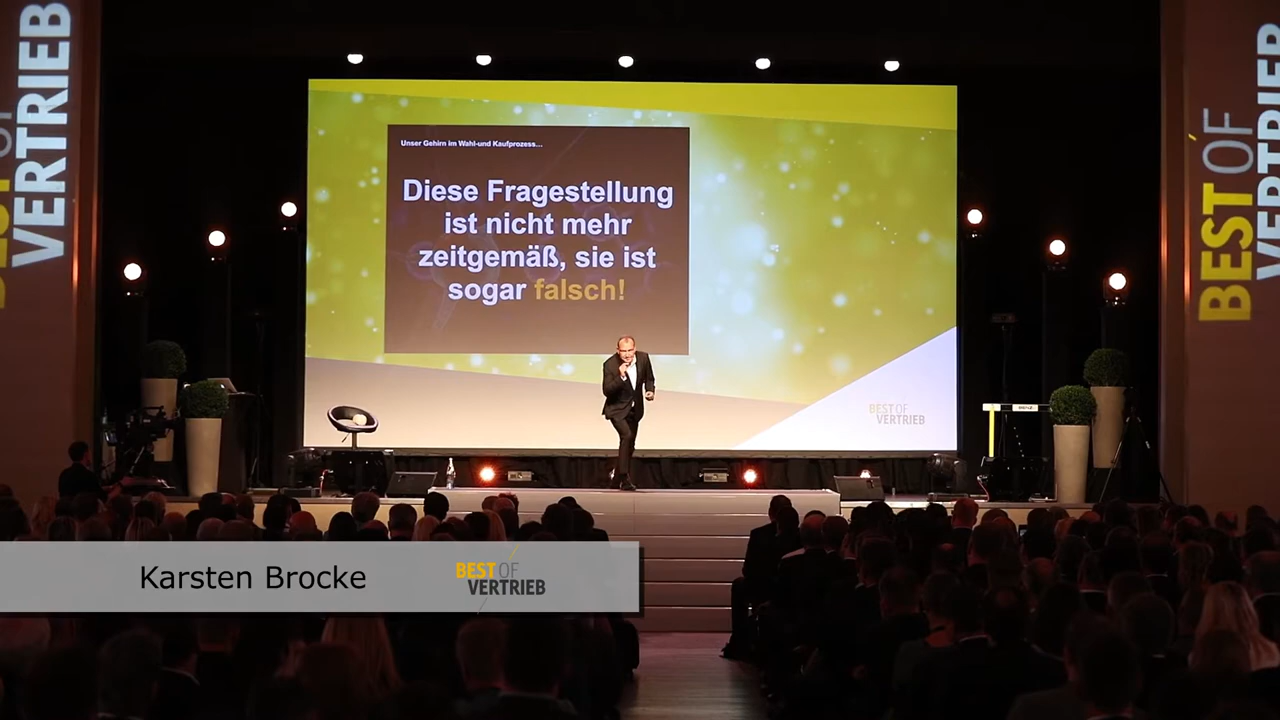 BEST OF
VERTRIEB
Unser Gehirn im Wahl-und Kaufprozess...
Diese Fragestellung
ist nicht mehr
zeitgemäß, sie ist
sogar falsch!
BEST OF
VERTRIEB
BEST OF
VERTRIEB
Karsten Brocke
BEST OF
VERTRIEB